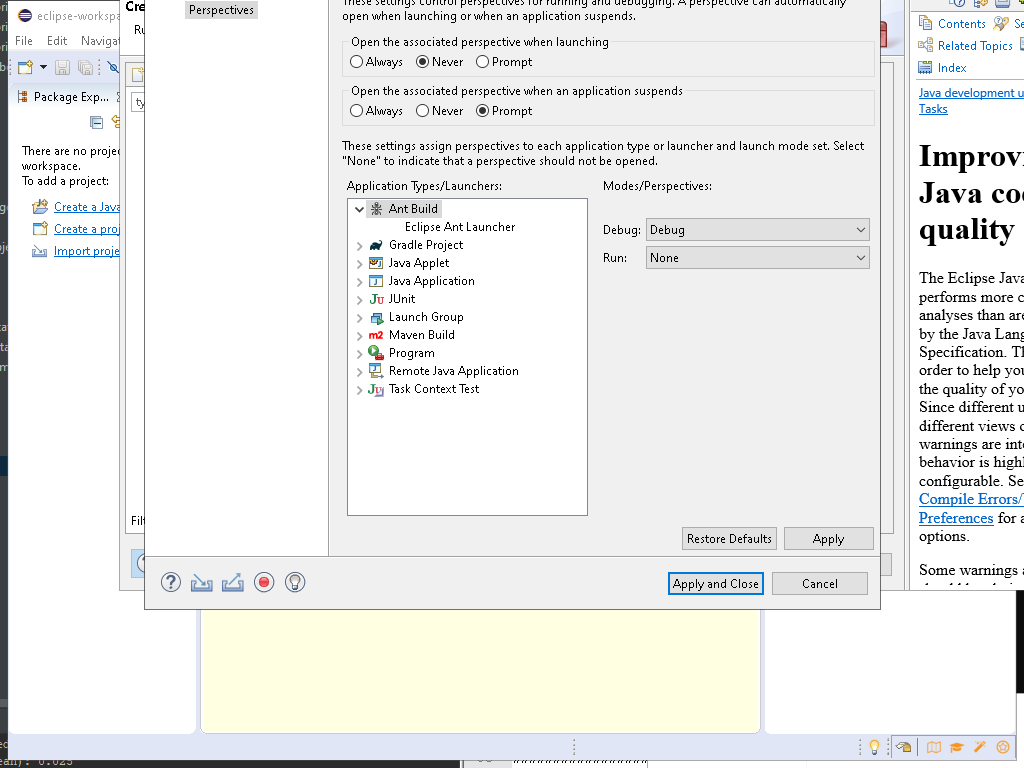 eclipse-workspa
Cre
Perspectives
These settings control perspectives for running and debugging. A perspective can automatically
open when launching or when an application suspends.
File Edit Navigat
Ru
Contents Se
Related Topics
Index
Open the associated perspective when launching
Always Never Prompt
Package Exp...
ty
Open the associated perspective when an application suspends
Always Never Prompt
Java development u
Tasks
There are no proje
workspace.
To add a project:
Create a Java
Create a proj
Import proje
These settings assign perspectives to each application type or launcher and launch mode set. Select
"None" to indicate that a perspective should not be opened.
Application Types/Launchers:
Modes/Perspectives:
Ant Build
Eclipse Ant Launcher
Gradle Project
Java Applet
Java Application
JUnit
Launch Group
Maven Build
Program
Remote Java Application
Task Context Test
Debug: Debug
Run: None
Filt
Restore Defaults Apply
Apply and Close Cancel
Improvi
Java co
quality
The Eclipse Java
performs more c
analyses than are
by the Java Lang
Specification. Th
order to help you
the quality of yo
Since different u
different views o
warnings are inte
behavior is highl
configurable. Se
Compile Errors/
Preferences for a
options.
Some warnings a
ean): 0.025